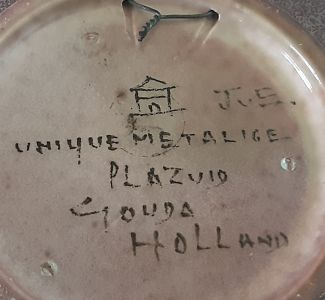 J.S.
UNIQUE METALIGE
PLAZUID
GOUDA
HOLLAND